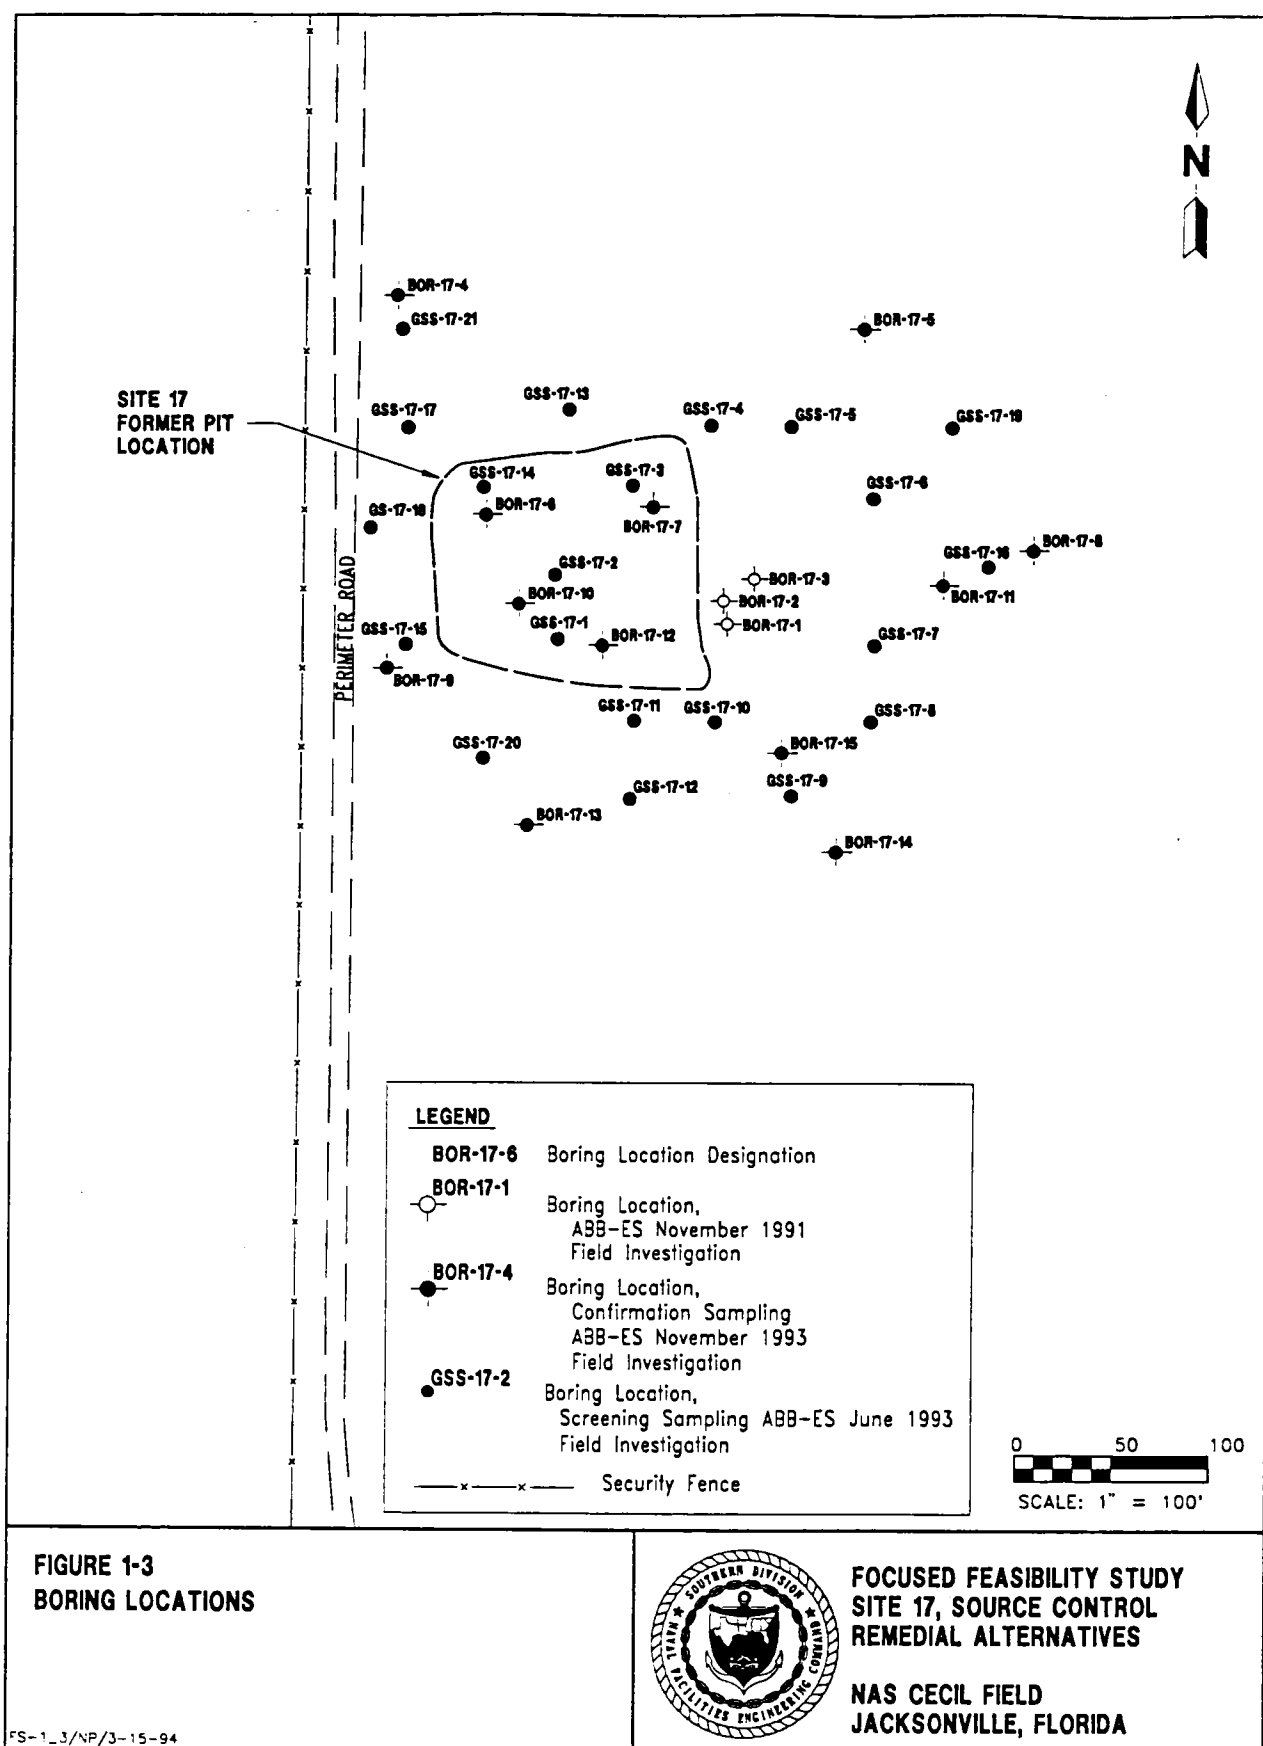 N
BOR-17-4
GSS-17-21
BOR-17-5
SITE 17
FORMER PIT
LOCATION
GSS-17-13
GSS-17-17
GSS-17-4
GSS-17-5
GSS-17-19
GSS-17-14
GSS-17-3
GSS-17-6
BOR-17-6
BOR-17-7
GS-17-18
BOR-17-8
GSS-17-16
GSS-17-2
BOR-17-3
BOR-17-11
BOR-17-10
BOR-17-2
BOR-17-1
PERIMETER ROAD
GSS-17-15
GSS-17-1
BOR-17-12
GSS-17-7
BOR-17-9
GSS-17-11
GSS-17-10
GSS-17-8
GSS-17-20
BOR-17-15
GSS-17-12
GSS-17-9
BOR-17-13
BOR-17-14
LEGEND
BOR-17-6 Boring Location Designation
BOR-17-1
Boring Location,
ABB-ES November 1991
Field Investigation
BOR-17-4
Boring Location,
Confirmation Sampling
ABB-ES November 1993
Field Investigation
GSS-17-2
Boring Location,
Screening Sampling ABB-ES June 1993
Field Investigation
Security Fence
0 50 100
SCALE: 1" = 100'
FIGURE 1-3
BORING LOCATIONS
SOUTHERN DIVISION
NAVAL FACILITIES ENGINEERING COMMAND
FOCUSED FEASIBILITY STUDY
SITE 17, SOURCE CONTROL
REMEDIAL ALTERNATIVES
NAS CECIL FIELD
JACKSONVILLE, FLORIDA
FS-1_3/NP/3-15-94